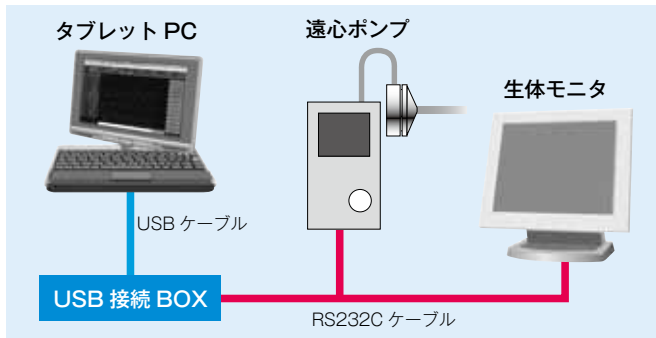 タブレット PC
遠心ポンプ
生体モニタ
USB ケーブル
USB 接続 BOX
RS232C ケーブル